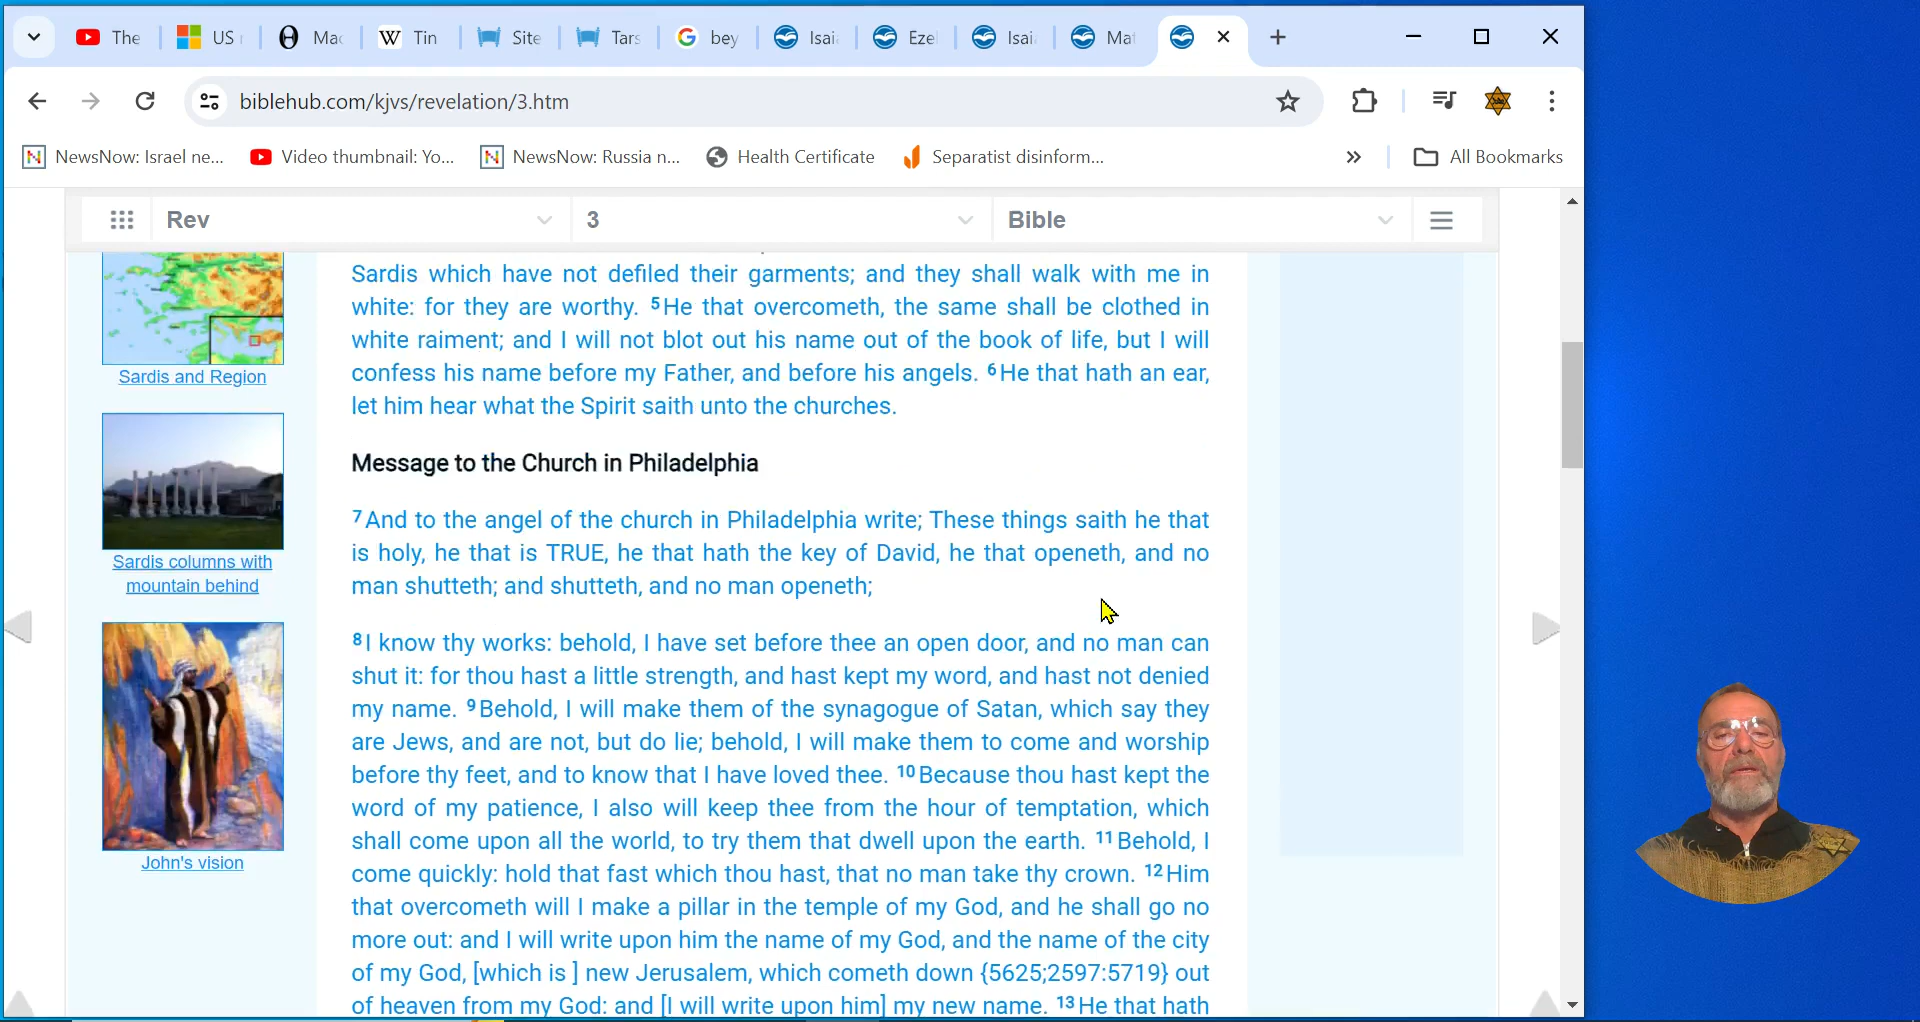 The
US
Mac
Tin
Site
Tars
bey
Isai
Ezel
Isai
Mat
biblehub.com/kjvs/revelation/3.htm
NewsNow: Israel ne...
Video thumbnail: Yo...
NewsNow: Russia n...
Health Certificate
Separatist disinform...
»
All Bookmarks
Rev
3
Bible
Sardis which have not defiled their garments; and they shall walk with me in
white: for they are worthy. 5He that overcometh, the same shall be clothed in
white raiment; and I will not blot out his name out of the book of life, but I will
confess his name before my Father, and before his angels. 6He that hath an ear,
let him hear what the Spirit saith unto the churches.
Message to the Church in Philadelphia
7And to the angel of the church in Philadelphia write; These things saith he that
is holy, he that is TRUE, he that hath the key of David, he that openeth, and no
man shutteth; and shutteth, and no man openeth;
8I know thy works: behold, I have set before thee an open door, and no man can
shut it: for thou hast a little strength, and hast kept my word, and hast not denied
my name. 9Behold, I will make them of the synagogue of Satan, which say they
are Jews, and are not, but do lie; behold, I will make them to come and worship
before thy feet, and to know that I have loved thee. 10Because thou hast kept the
word of my patience, I also will keep thee from the hour of temptation, which
shall come upon all the world, to try them that dwell upon the earth. 11Behold, I
come quickly: hold that fast which thou hast, that no man take thy crown. 12Him
that overcometh will I make a pillar in the temple of my God, and he shall go no
more out: and I will write upon him the name of my God, and the name of the city
of my God, [which is ] new Jerusalem, which cometh down {5625;2597:5719} out
of heaven from my God: and [I will write upon him] my new name. 13He that hath
Sardis and Region
Sardis columns with
mountain behind
John's vision